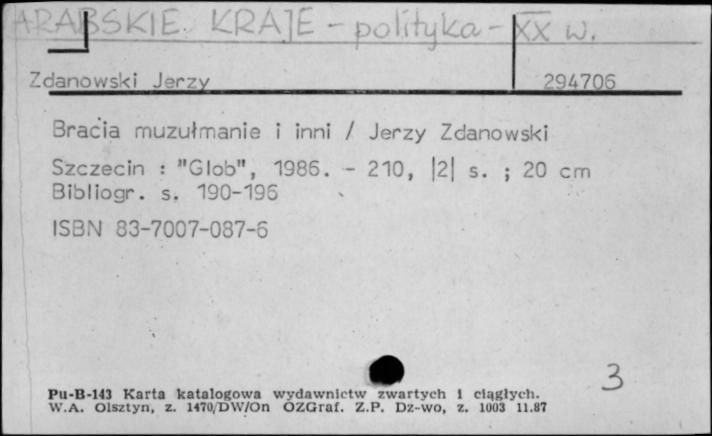 ARABSKIE KRAJE - polityka - XX w.
Zdanowski Jerzy 294706
Bracia muzułmanie i inni / Jerzy Zdanowski
Szczecin : "Glob", 1986. - 210, |2| s. ; 20 cm
Bibliogr. s. 190-196
ISBN 83-7007-087-6
3
Pu-B-143 Karta katalogowa wydawnictw zwartych i ciągłych.
W.A. Olsztyn, z. 1470/DW/On OZGraf. Z.P. Dz-wo, z. 1003 11.87